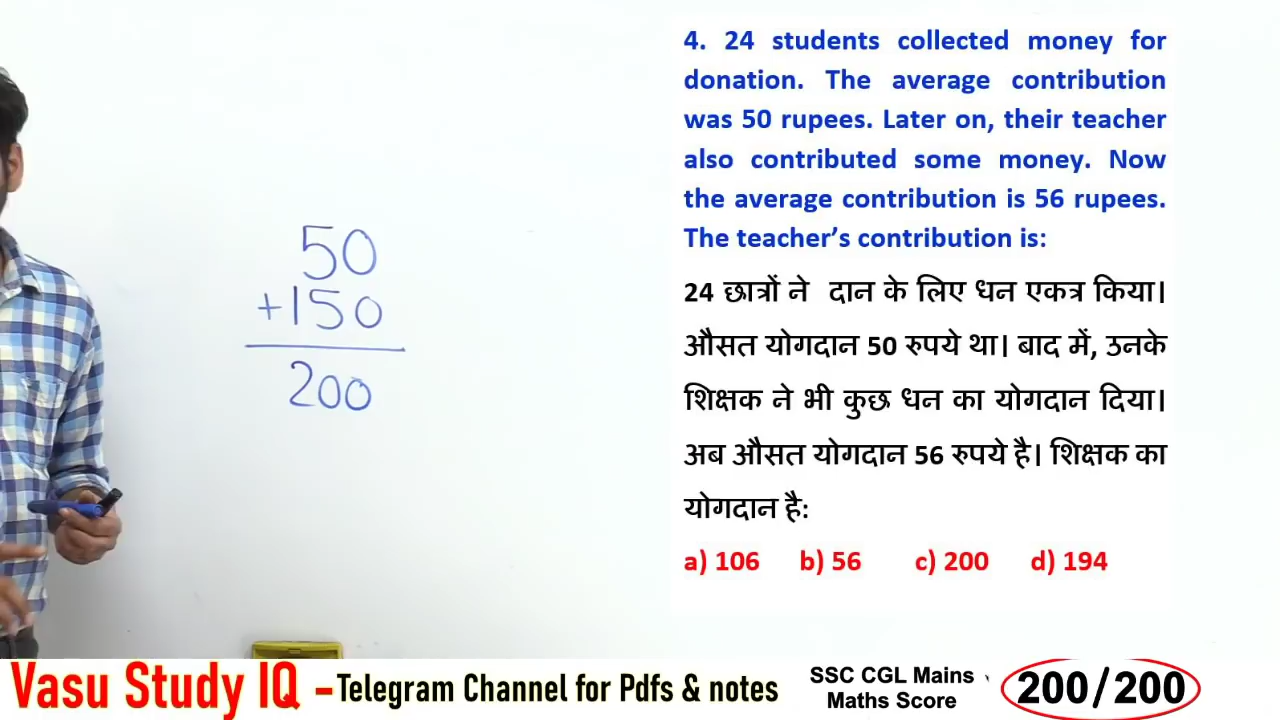 50
+150
200
4. 24 students collected money for
donation. The average contribution
was 50 rupees. Later on, their teacher
also contributed some money. Now
the average contribution is 56 rupees.
The teacher’s contribution is:
24 छात्रों ने दान के लिए धन एकत्र किया।
औसत योगदान 50 रुपये था। बाद में, उनके
शिक्षक ने भी कुछ धन का योगदान दिया।
अब औसत योगदान 56 रुपये है। शिक्षक का
योगदान है:
a) 106 b) 56 c) 200 d) 194
Vasu Study IQ - Telegram Channel for Pdfs & notes
SSC CGL Mains
Maths Score
200/200